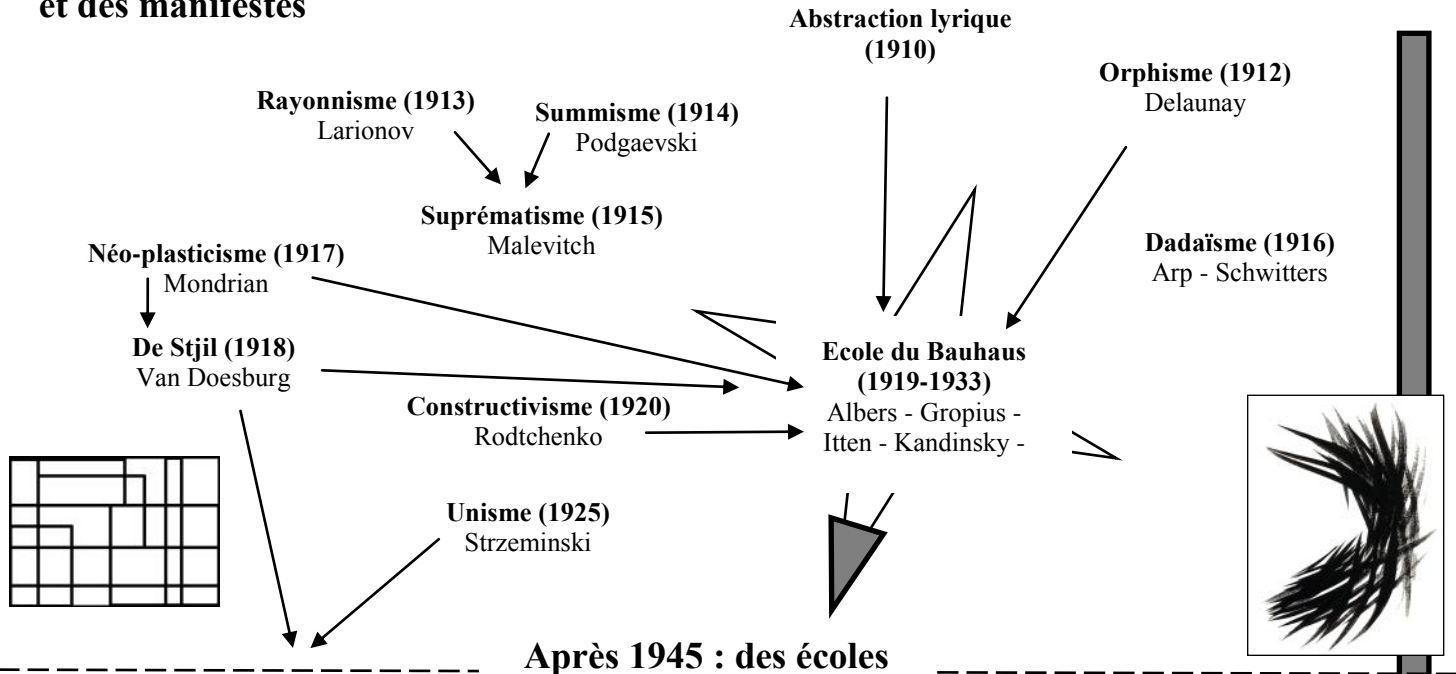 et des manifestes
Abstraction lyrique
(1910)
Orphisme (1912)
Delaunay
Rayonnisme (1913)
Larionov
Summisme (1914)
Podgaevski
Suprématisme (1915)
Malevitch
Dadaïsme (1916)
Arp - Schwitters
Néo-plasticisme (1917)
Mondrian
De Stjil (1918)
Van Doesburg
Ecole du Bauhaus
(1919-1933)
Albers - Gropius -
Itten - Kandinsky -
Constructivisme (1920)
Rodtchenko
Unisme (1925)
Strzeminski
Après 1945 : des écoles